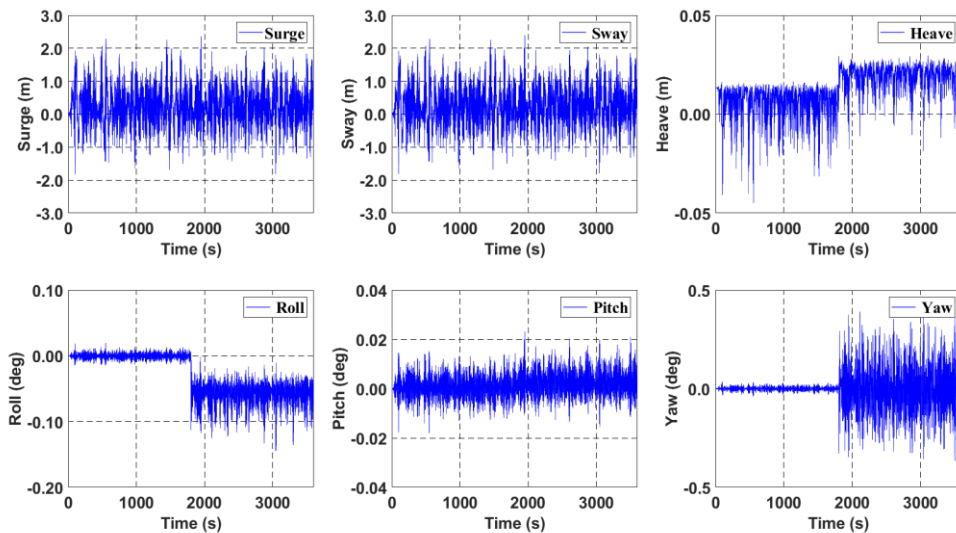 3.0
2.0
1.0
0.0
-1.0
-2.0
-3.0
Surge (m)
Surge
0 1000 2000 3000
Time (s)
3.0
2.0
1.0
0.0
-1.0
-2.0
-3.0
Sway (m)
Sway
0 1000 2000 3000
Time (s)
0.05
0.00
-0.05
Heave (m)
Heave
0 1000 2000 3000
Time (s)
0.10
0.00
-0.10
-0.20
Roll (deg)
Roll
0 1000 2000 3000
Time (s)
0.04
0.02
0.00
-0.02
-0.04
Pitch (deg)
Pitch
0 1000 2000 3000
Time (s)
0.5
0.0
-0.5
Yaw (deg)
Yaw
0 1000 2000 3000
Time (s)